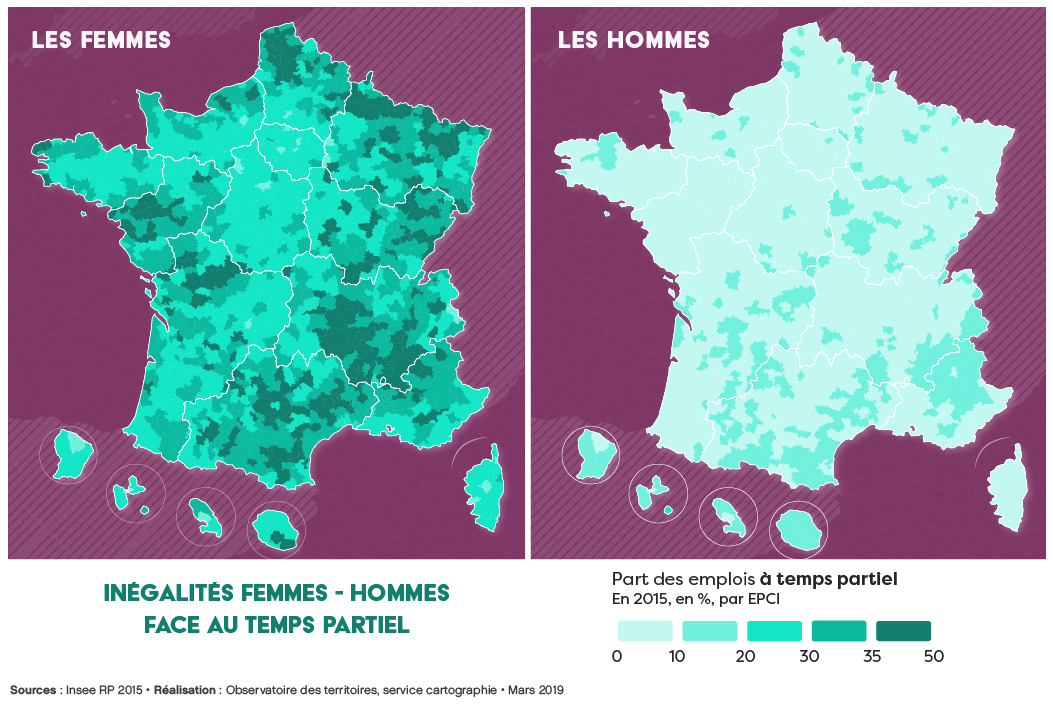 LES FEMMES
LES HOMMES
INÉGALITÉS FEMMES - HOMMES
FACE AU TEMPS PARTIEL
Part des emplois à temps partiel
En 2015, en %, par EPCI
0 10 20 30 35 50
Sources : Insee RP 2015 • Réalisation : Observatoire des territoires, service cartographie • Mars 2019